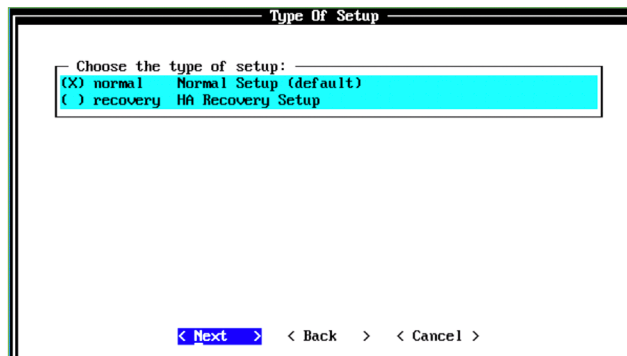 Type Of Setup
Choose the type of setup:
(X) normal Normal Setup (default)
( ) recovery HA Recovery Setup
< Next > < Back > < Cancel >